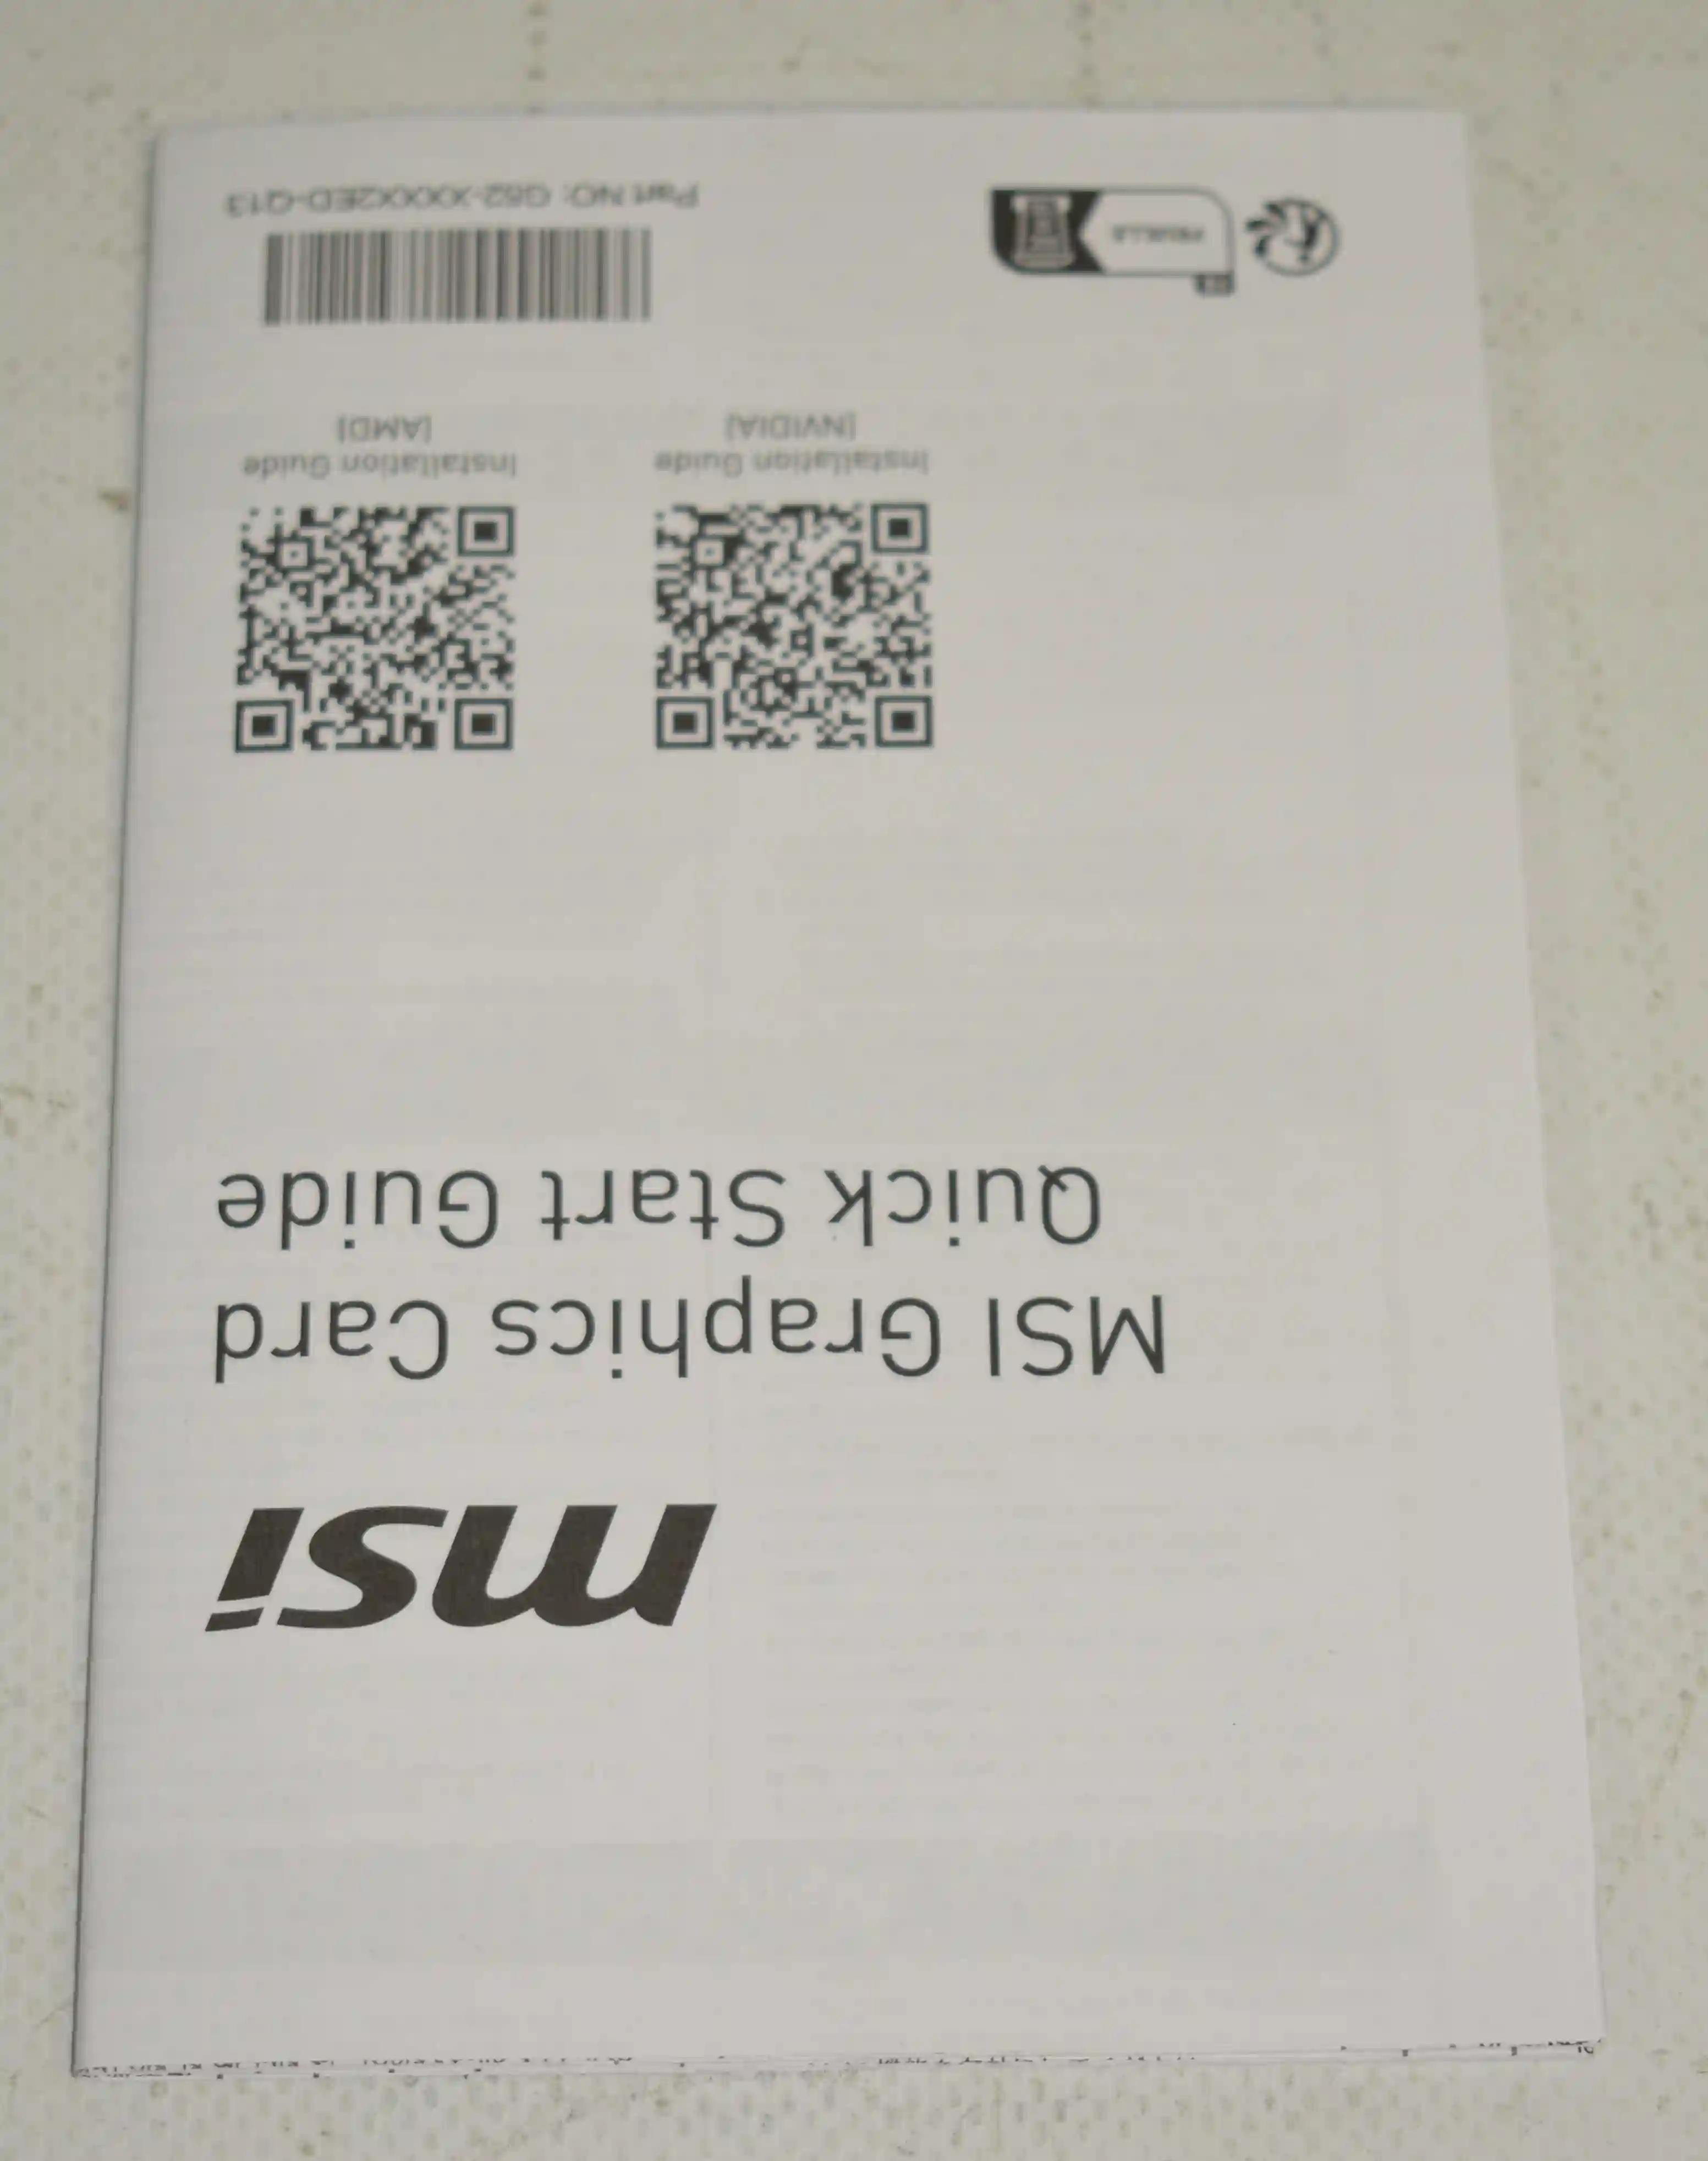 msi
MSI Graphics Card
Quick Start Guide
Installation Guide
[NVIDIA]
Installation Guide
[AMD]
Part NO: G52-XXXX2ED-Q13